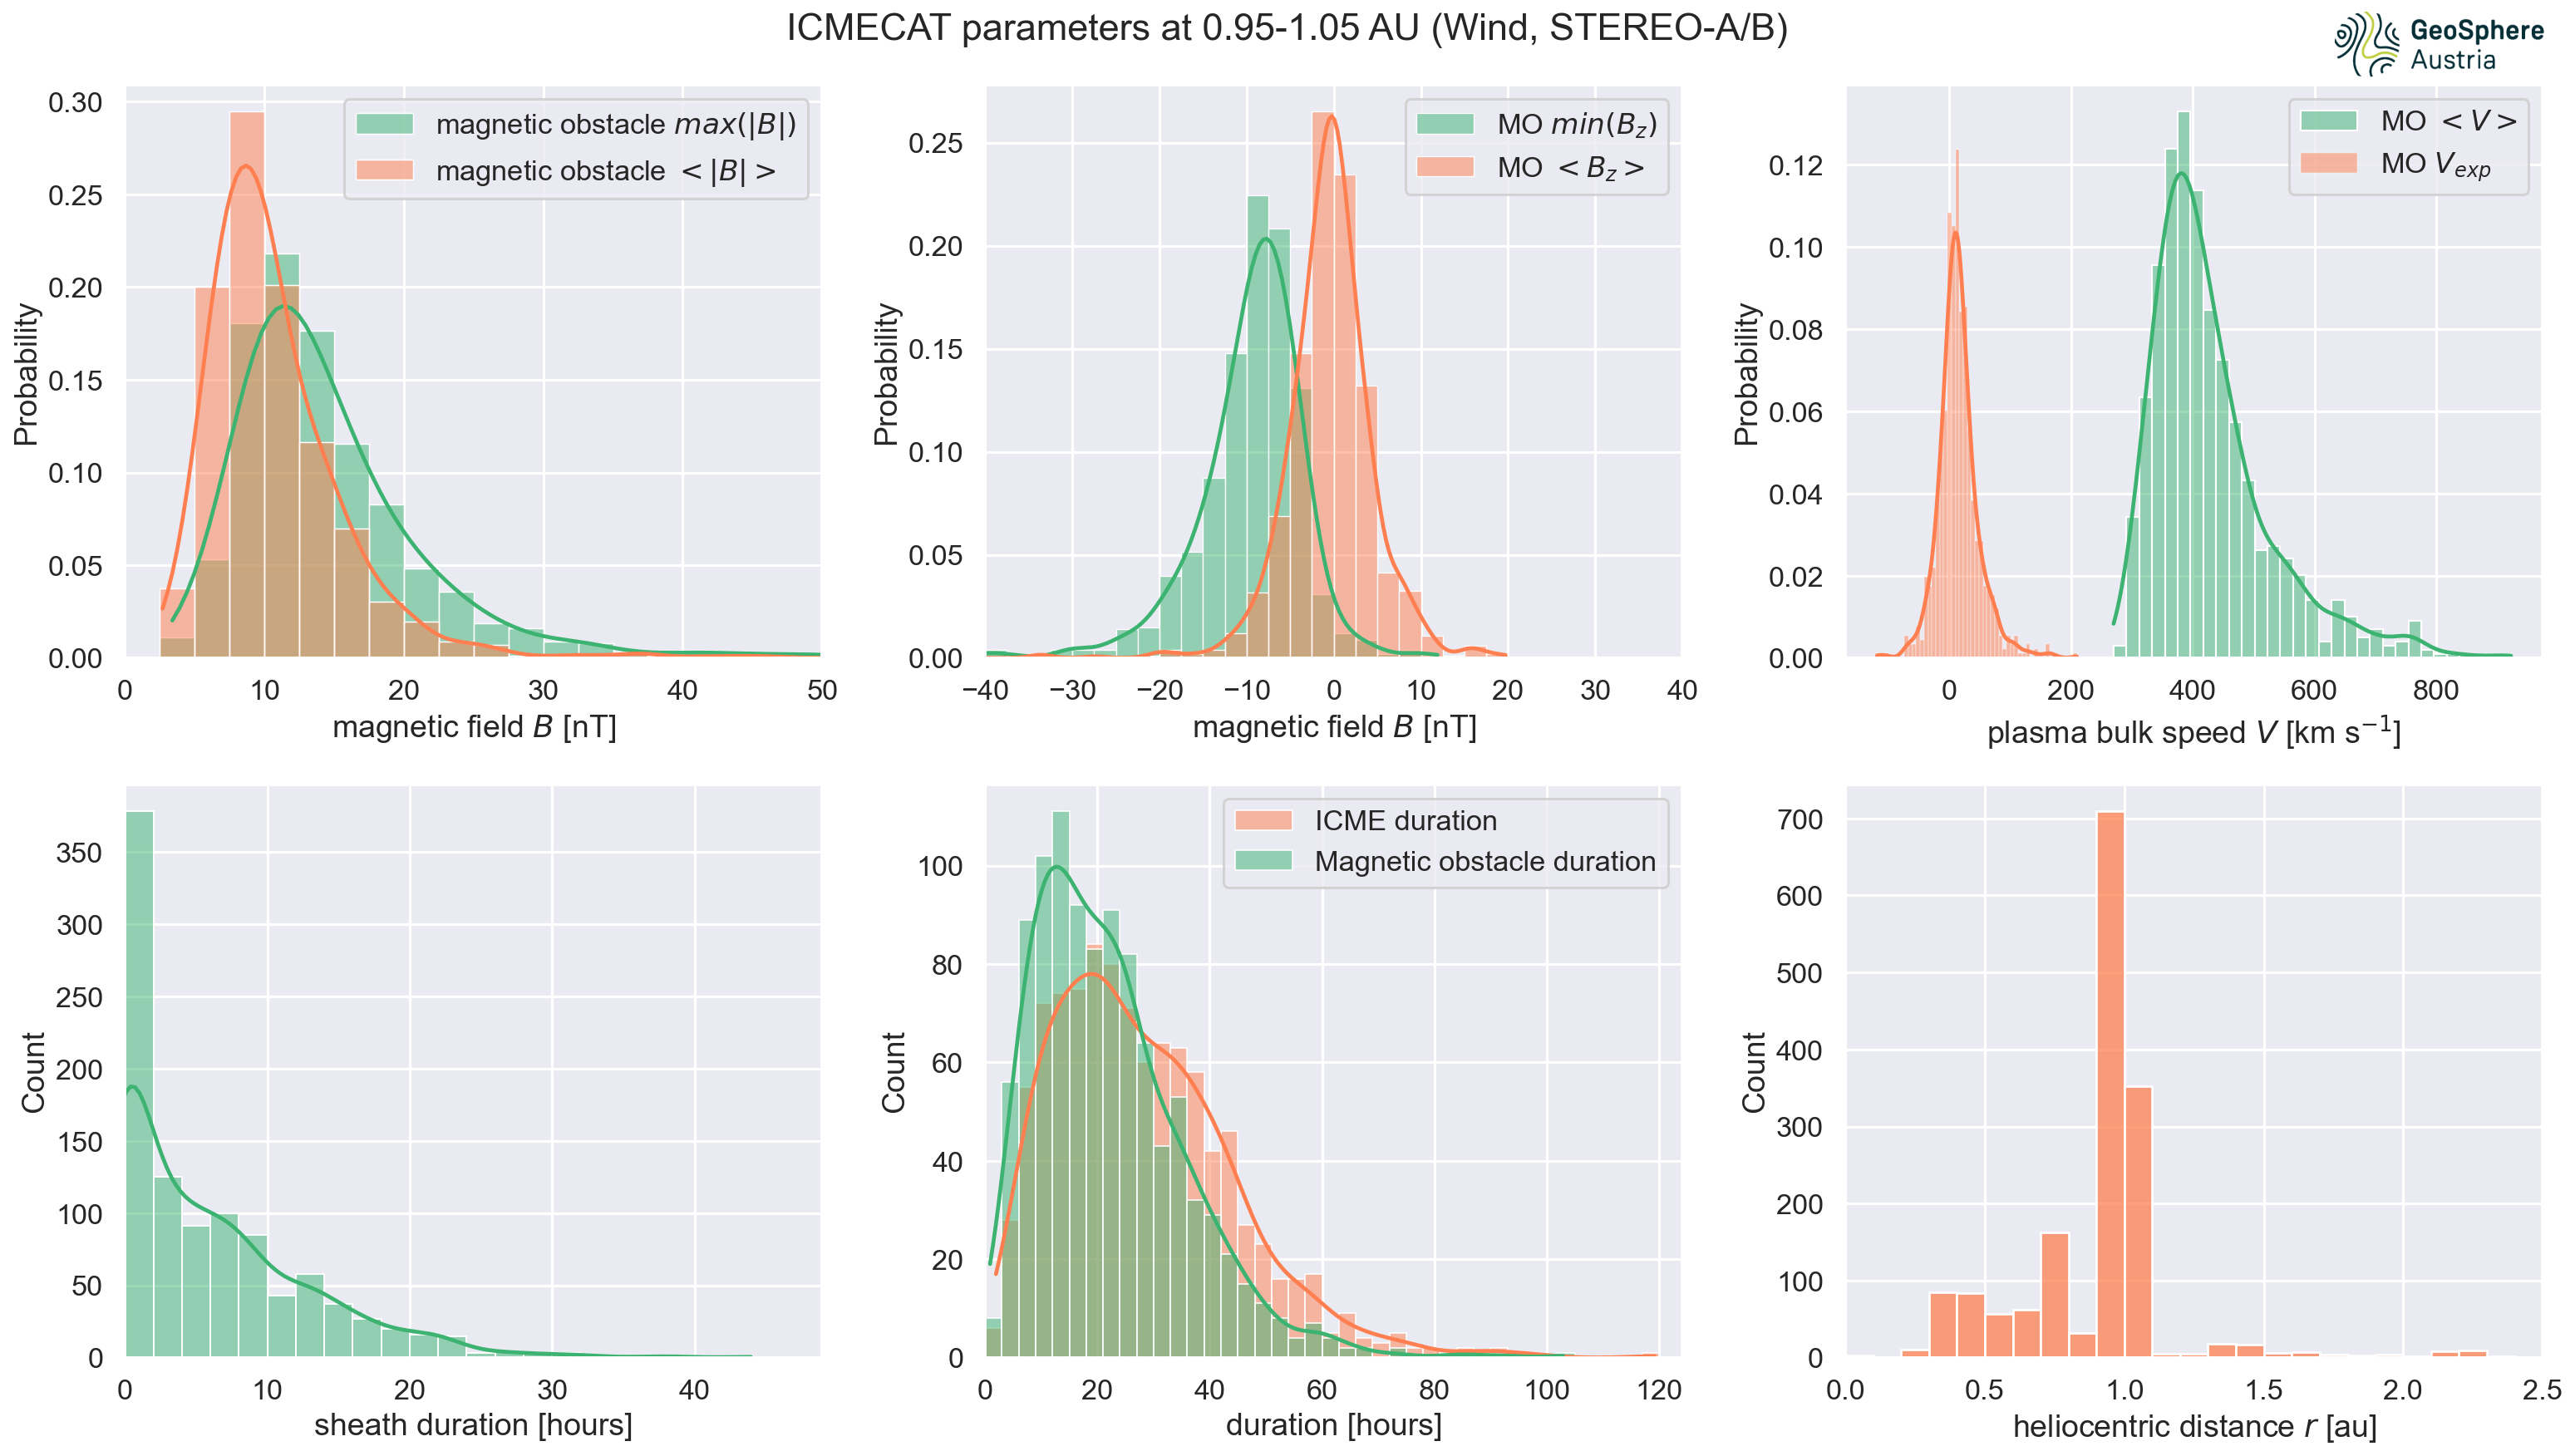 ICMECAT parameters at 0.95-1.05 AU (Wind, STEREO-A/B)
GeoSphere
Austria
0.30
0.25
0.20
0.15
0.10
0.05
0.00
Probability
magnetic obstacle max(|B|)
magnetic obstacle <|B|>
0 10 20 30 40 50
magnetic field B [nT]
0.25
0.20
0.15
0.10
0.05
0.00
Probability
MO min(B_z)
MO <B_z>
−40 −30 −20 −10 0 10 20 30 40
magnetic field B [nT]
0.12
0.10
0.08
0.06
0.04
0.02
0.00
Probability
MO <V>
MO V_exp
0 200 400 600 800
plasma bulk speed V [km s⁻¹]
350
300
250
200
150
100
50
0
Count
0 10 20 30 40
sheath duration [hours]
100
80
60
40
20
0
Count
ICME duration
Magnetic obstacle duration
0 20 40 60 80 100 120
duration [hours]
700
600
500
400
300
200
100
0
Count
0.0 0.5 1.0 1.5 2.0 2.5
heliocentric distance r [au]